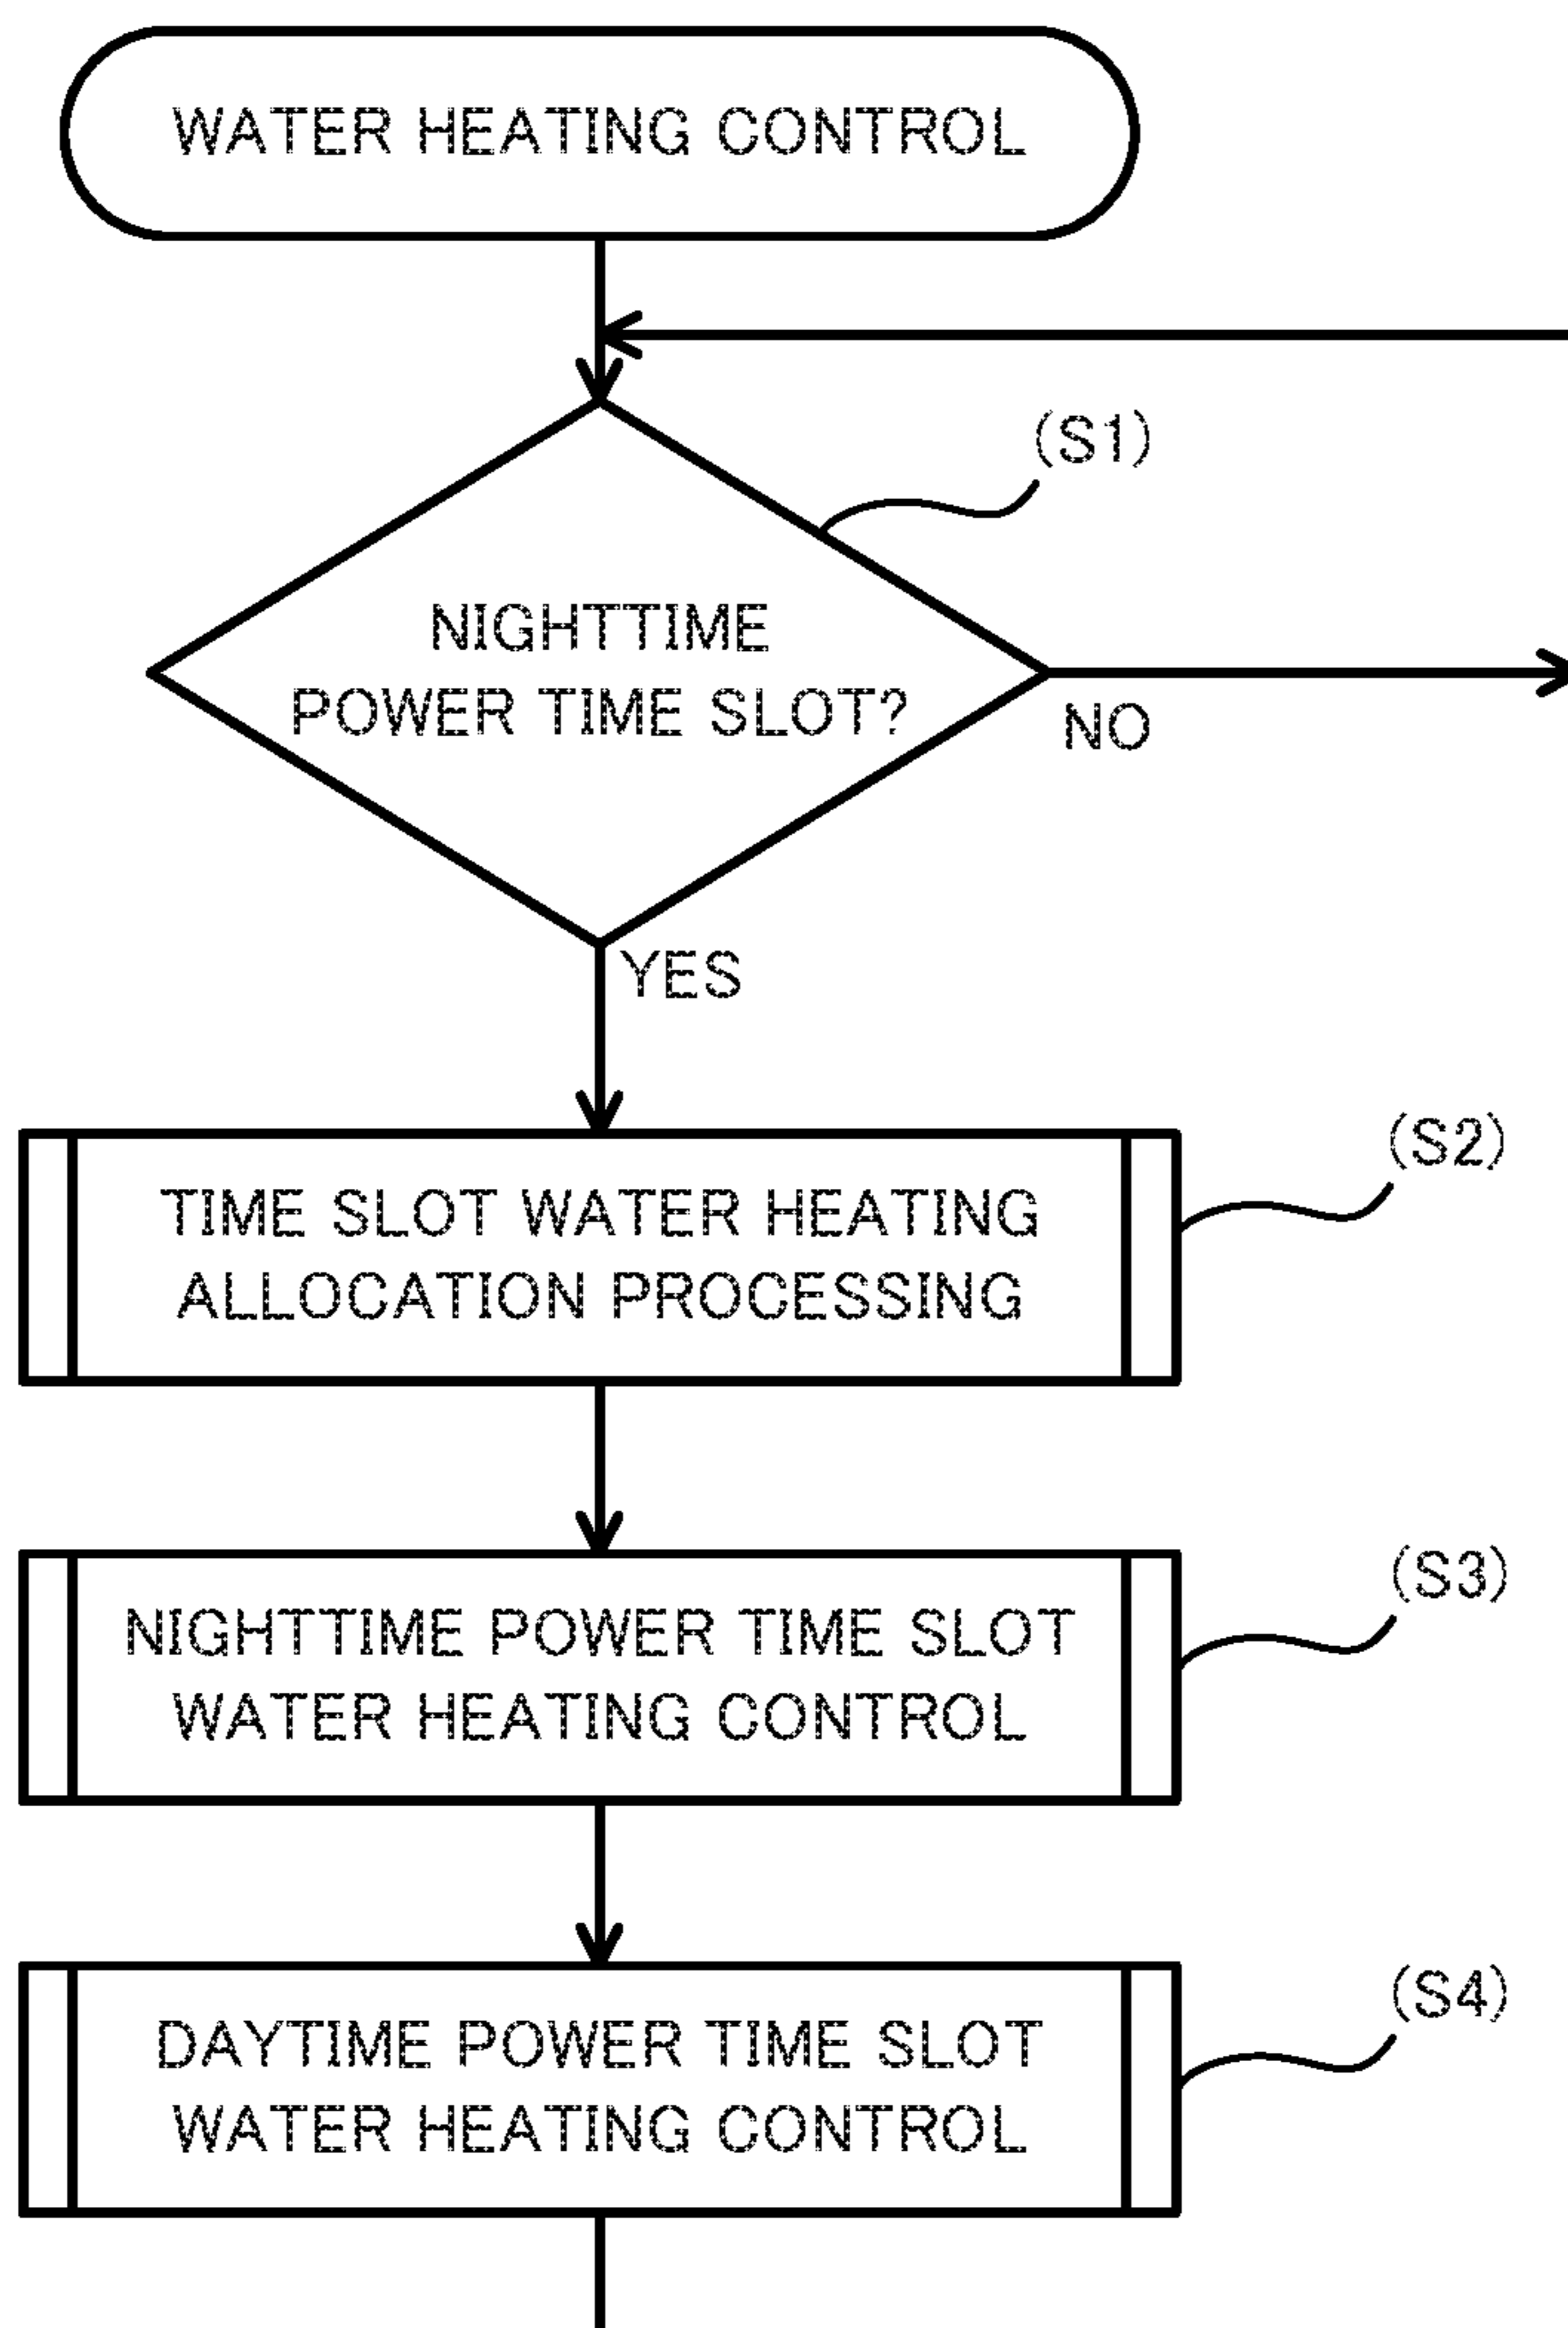 WATER HEATING CONTROL
(S1)
NIGHTTIME
POWER TIME SLOT?
NO
YES
(S2)
TIME SLOT WATER HEATING
ALLOCATION PROCESSING
(S3)
NIGHTTIME POWER TIME SLOT
WATER HEATING CONTROL
(S4)
DAYTIME POWER TIME SLOT
WATER HEATING CONTROL